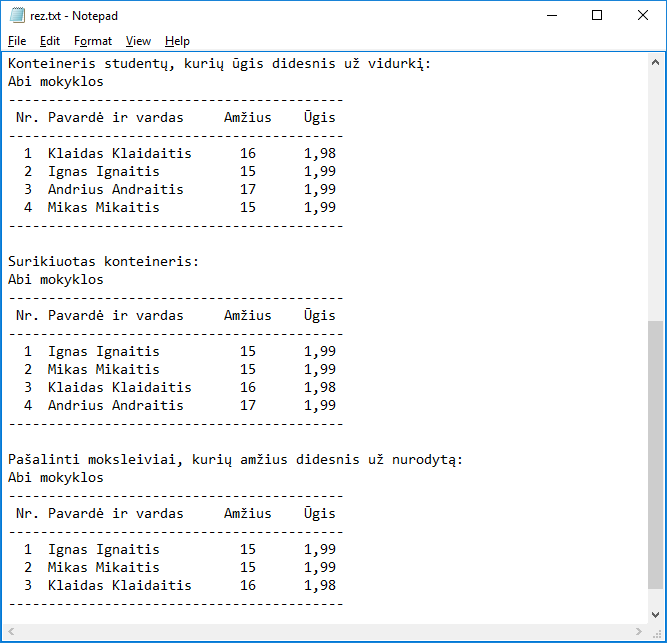 rez.txt - Notepad
File Edit Format View Help
Konteineris studentų, kurių ūgis didesnis už vidurkį:
Abi mokyklos
------------------------------------------
 Nr. Pavardė ir vardas     Amžius    Ūgis
------------------------------------------
  1  Klaidas Klaidaitis      16      1,98
  2  Ignas Ignaitis          15      1,99
  3  Andrius Andraitis       17      1,99
  4  Mikas Mikaitis          15      1,99
------------------------------------------
Surikiuotas konteineris:
Abi mokyklos
------------------------------------------
 Nr. Pavardė ir vardas     Amžius    Ūgis
------------------------------------------
  1  Ignas Ignaitis          15      1,99
  2  Mikas Mikaitis          15      1,99
  3  Klaidas Klaidaitis      16      1,98
  4  Andrius Andraitis       17      1,99
------------------------------------------
Pašalinti moksleiviai, kurių amžius didesnis už nurodytą:
Abi mokyklos
------------------------------------------
 Nr. Pavardė ir vardas     Amžius    Ūgis
------------------------------------------
  1  Ignas Ignaitis          15      1,99
  2  Mikas Mikaitis          15      1,99
  3  Klaidas Klaidaitis      16      1,98
------------------------------------------